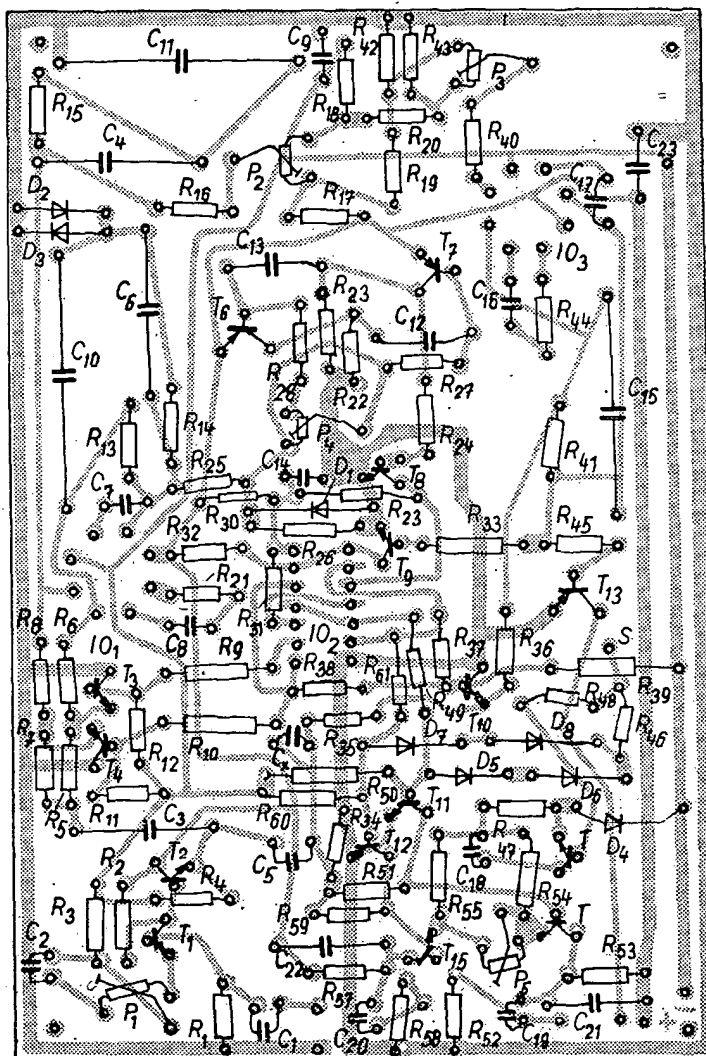 C11 C9 R42 R43 P3
R15 R18
C4 P2 R20 R40 C23
R16 R19 C17
D2 R17
D3 C13 T7 IO3
C6 T6 R23 C16 R44
C12
C10 R28 R22 R27 C15
R13 R14 P4 R24 R41
R25 C14 D1 T8
C7 R30 R23 R33 R45
R32 R26 T9
R21 T13
R8 R6 R31 S
IO1 C8 R9 IO2 R37 R36
T3 R38 R61 R49 T10 R48 R39
R7 R12 R10 R35 D7 D8 R46
T4 D5
R5 R11 R60 R50 T11 D6
C3 R34 D4
R2 T2 C5 T12 R47 T
R3 R4 R51 C18 R54
C2 R59 R55 T
T1 T15 R53
P1 C22 R57 P5
R1 C1 C20 R58 R52 C19 C21